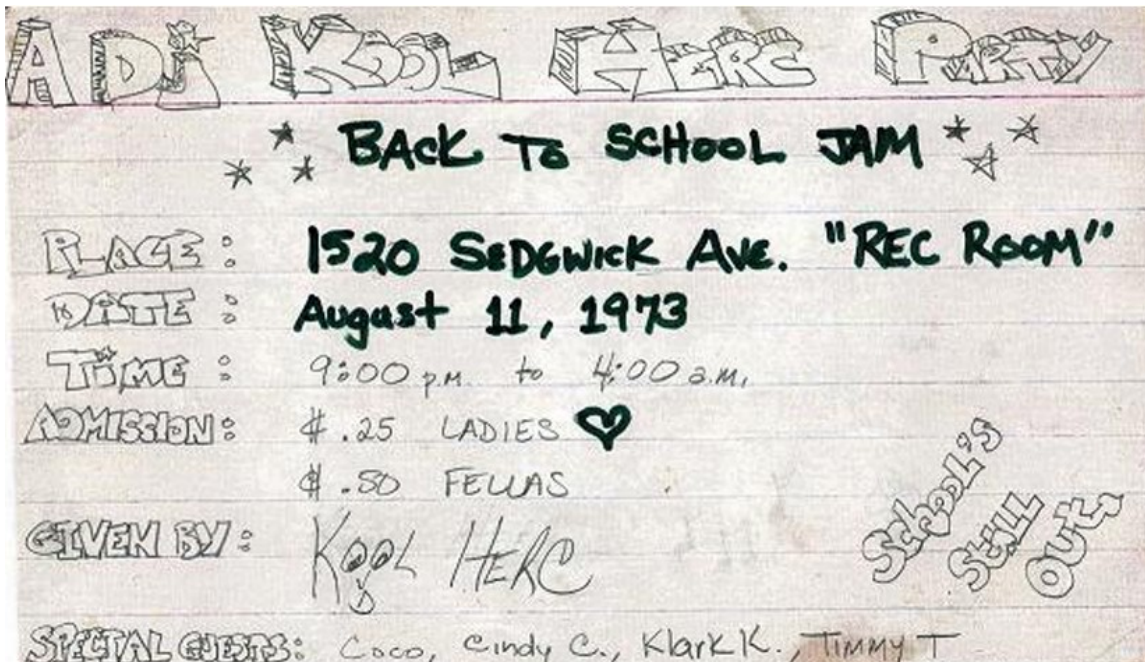 A DJ KOOL HERC PARTY
BACK TO SCHOOL JAM
PLACE: 1520 SEDGWICK AVE. "REC ROOM"
DATE: August 11, 1973
TIME: 9:00 p.m. to 4:00 a.m.
ADMISSION: $.25 LADIES
$.50 FELLAS
GIVEN BY: KOOL HERC
SCHOOL'S
STILL
OUT
SPECIAL GUESTS: Coco, Cindy C., Klark K., Timmy T